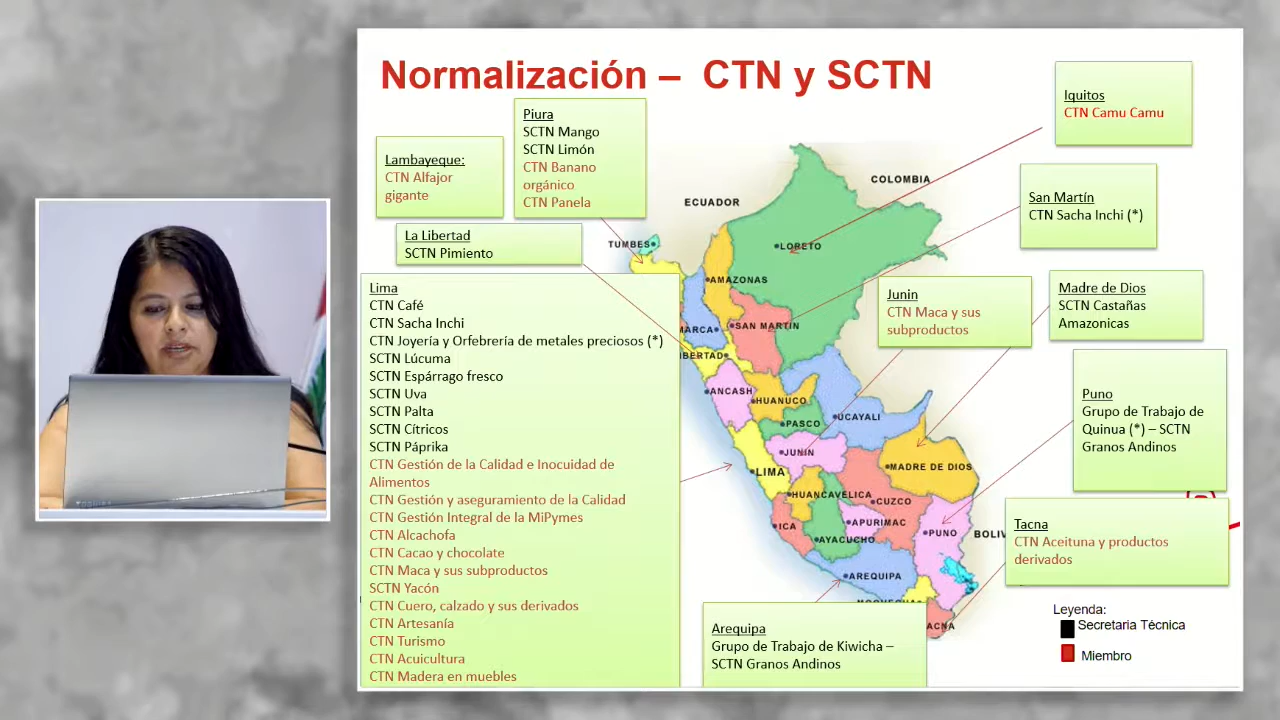 Normalización – CTN y SCTN
Iquitos
CTN Camu Camu
Piura
SCTN Mango
SCTN Limón
CTN Banano
orgánico
CTN Panela
Lambayeque:
CTN Alfajor
gigante
La Libertad
SCTN Pimiento
San Martín
CTN Sacha Inchi (*)
Lima
CTN Café
CTN Sacha Inchi
CTN Joyería y Orfebrería de metales preciosos (*)
SCTN Lúcuma
SCTN Espárrago fresco
SCTN Uva
SCTN Palta
SCTN Cítricos
SCTN Páprika
CTN Gestión de la Calidad e Inocuidad de
Alimentos
CTN Gestión y aseguramiento de la Calidad
CTN Gestión Integral de la MiPymes
CTN Alcachofa
CTN Cacao y chocolate
CTN Maca y sus subproductos
SCTN Yacón
CTN Cuero, calzado y sus derivados
CTN Artesanía
CTN Turismo
CTN Acuicultura
CTN Madera en muebles
Junin
CTN Maca y sus
subproductos
Madre de Dios
SCTN Castañas
Amazonicas
Puno
Grupo de Trabajo de
Quinua (*) – SCTN
Granos Andinos
Tacna
CTN Aceituna y productos
derivados
Arequipa
Grupo de Trabajo de Kiwicha –
SCTN Granos Andinos
Leyenda:
Secretaria Técnica
Miembro
COLOMBIA
ECUADOR
TUMBES
LORETO
AMAZONAS
MARCA
SAN MARTIN
IBERTAD
ANCASH
HUANUCO
UCAYALI
PASCO
JUNIN
LIMA
MADRE DE DIOS
HUANCAVELICA
CUZCO
ICA
APURIMAC
PUNO
BOLIV
AYACUCHO
AREQUIPA
ACNA